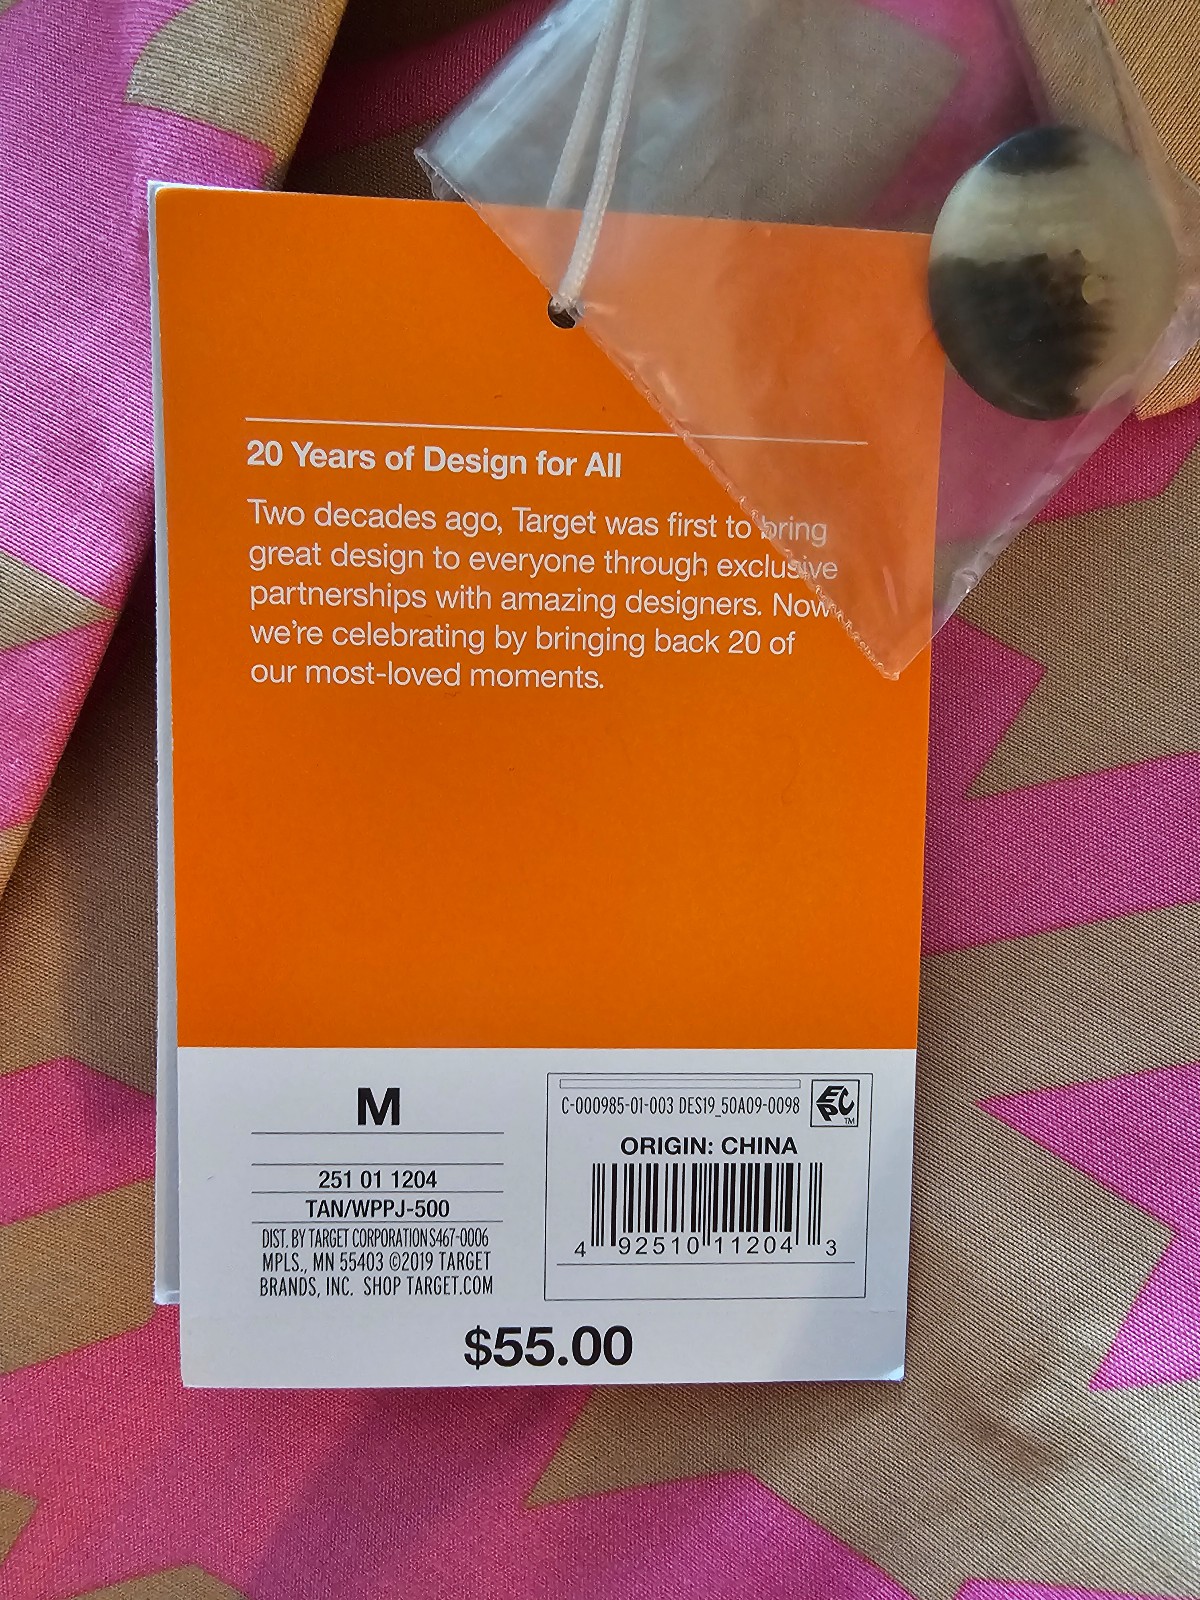 20 Years of Design for All
Two decades ago, Target was first to bring
great design to everyone through exclusive
partnerships with amazing designers. Now
we're celebrating by bringing back 20 of
our most-loved moments.
M
251 01 1204
TAN/WPPJ-500
DIST. BY TARGET CORPORATION S467-0006
MPLS., MN 55403 ©2019 TARGET
BRANDS, INC. SHOP TARGET.COM
C-000985-01-003 DES19_50A09-0098
EPC™
ORIGIN: CHINA
4 92510 11204 3
$55.00